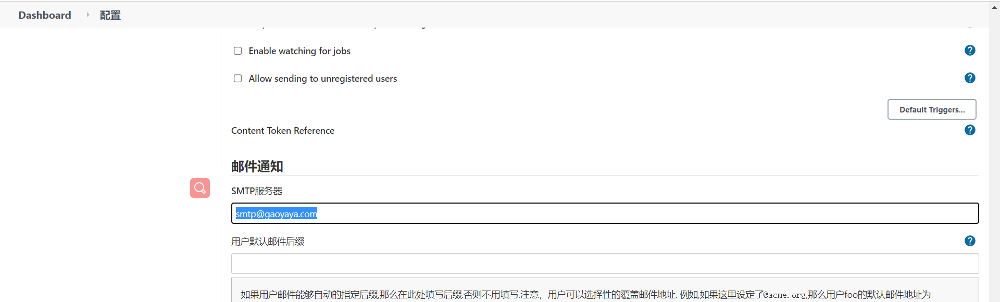 Dashboard 配置
Enable watching for jobs
Allow sending to unregistered users
Default Triggers...
Content Token Reference
邮件通知
SMTP服务器
smtp@gaoyaya.com
用户默认邮件后缀
如果用户邮件能够自动的指定后缀,那么在此处填写后缀.否则不用填写.注意，用户可以选择性的覆盖邮件地址. 例如,如果这里设定了@acme.org,那么用户foo的默认邮件地址为